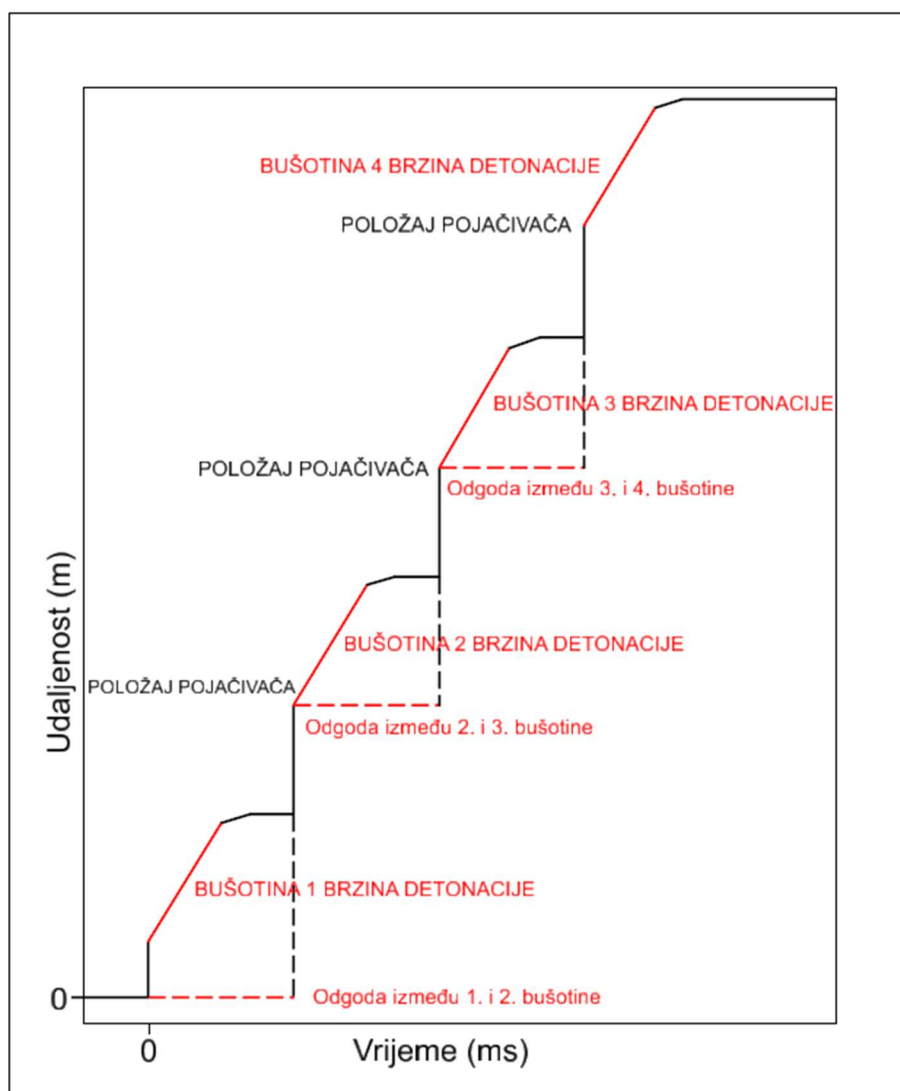 BUŠOTINA 4 BRZINA DETONACIJE
POLOŽAJ POJAČIVAČA
BUŠOTINA 3 BRZINA DETONACIJE
POLOŽAJ POJAČIVAČA
Odgoda između 3. i 4. bušotine
BUŠOTINA 2 BRZINA DETONACIJE
POLOŽAJ POJAČIVAČA
Odgoda između 2. i 3. bušotine
Udaljenost (m)
BUŠOTINA 1 BRZINA DETONACIJE
0
Odgoda između 1. i 2. bušotine
0
Vrijeme (ms)